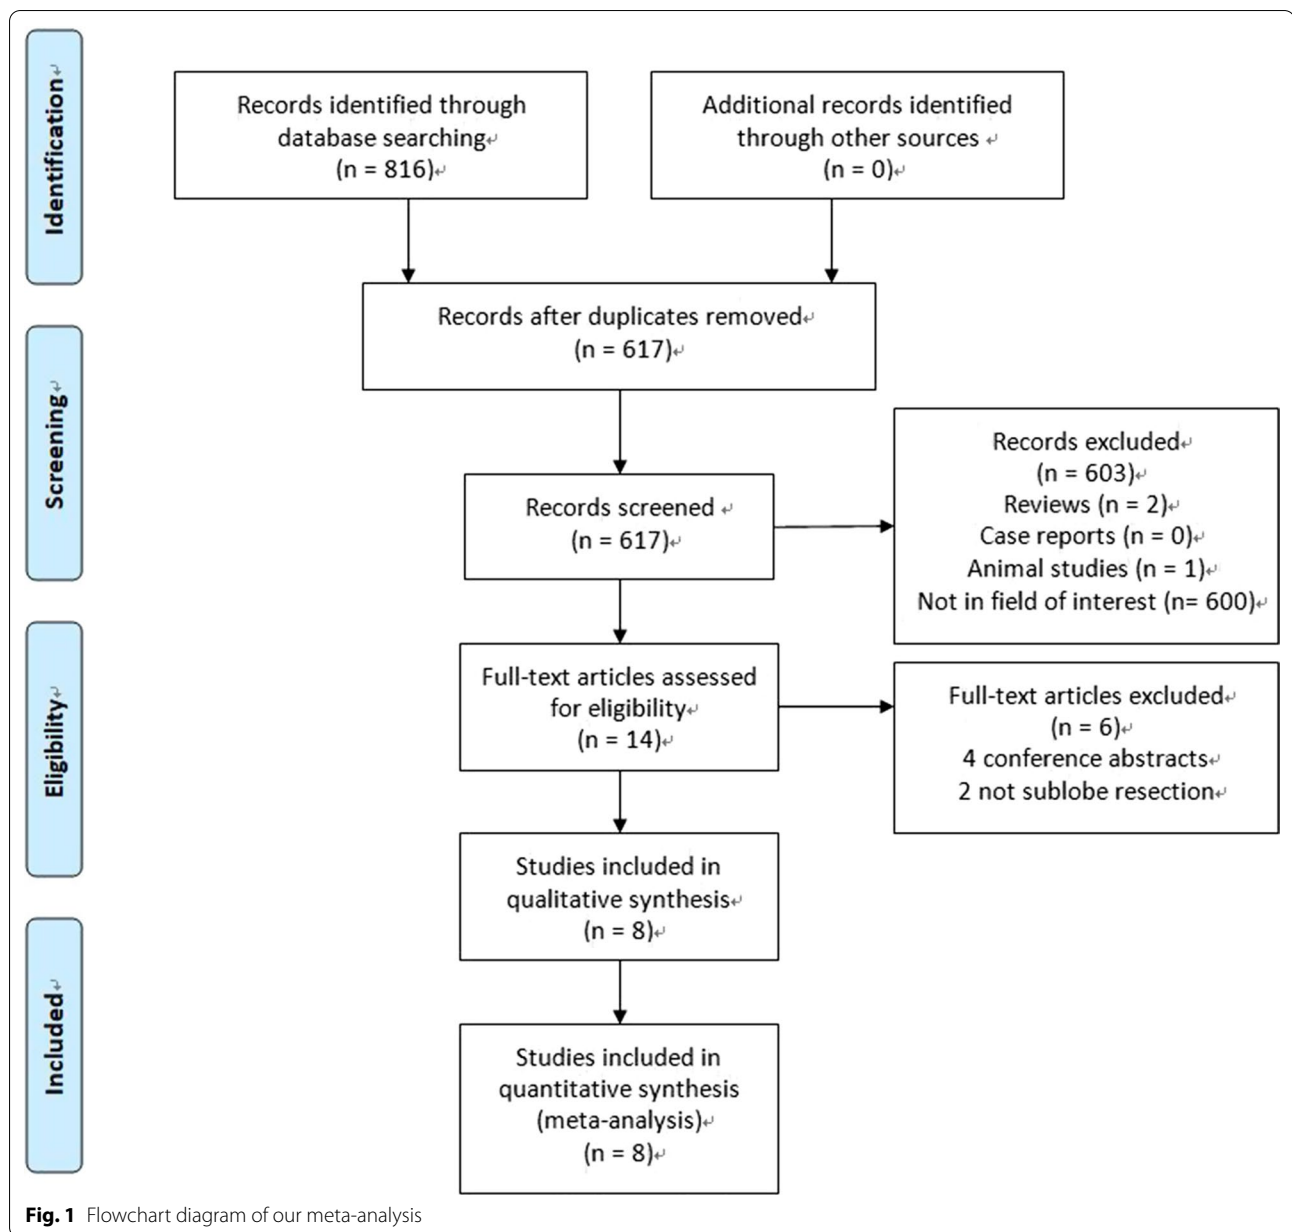 Identification
Records identified through
database searching↵
(n = 816)↵
Additional records identified
through other sources ↵
(n = 0)↵
Records after duplicates removed↵
(n = 617)↵
Screening
Records screened ↵
(n = 617)↵
Records excluded↵
(n = 603)↵
Reviews (n = 2)↵
Case reports (n = 0)↵
Animal studies (n = 1)↵
Not in field of interest (n= 600)↵
Eligibility
Full-text articles assessed
for eligibility↵
(n = 14)↵
Full-text articles excluded↵
(n = 6)↵
4 conference abstracts↵
2 not sublobe resection↵
Studies included in
qualitative synthesis↵
(n = 8)↵
Included
Studies included in
quantitative synthesis
(meta-analysis)↵
(n = 8)↵
Fig. 1 Flowchart diagram of our meta-analysis